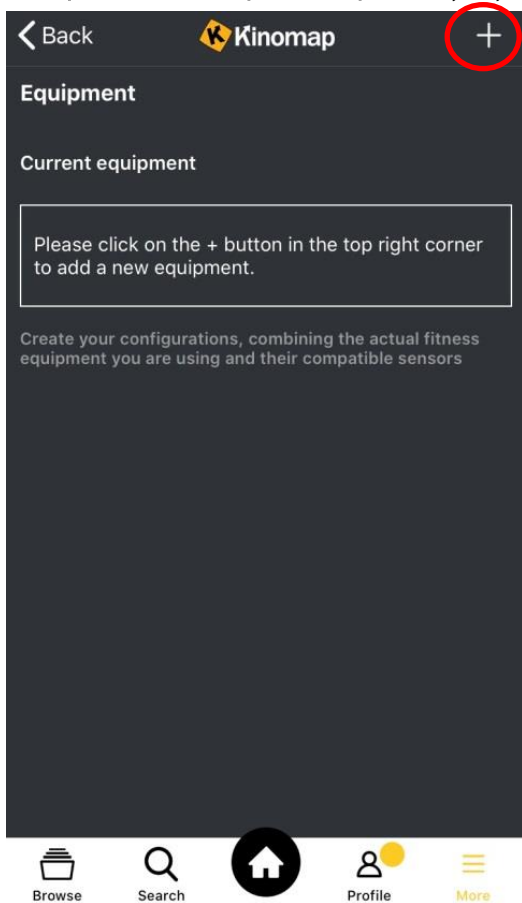 Back
Kinomap
+
Equipment
Current equipment
Please click on the + button in the top right corner
to add a new equipment.
Create your configurations, combining the actual fitness
equipment you are using and their compatible sensors
Browse
Search
Profile
More